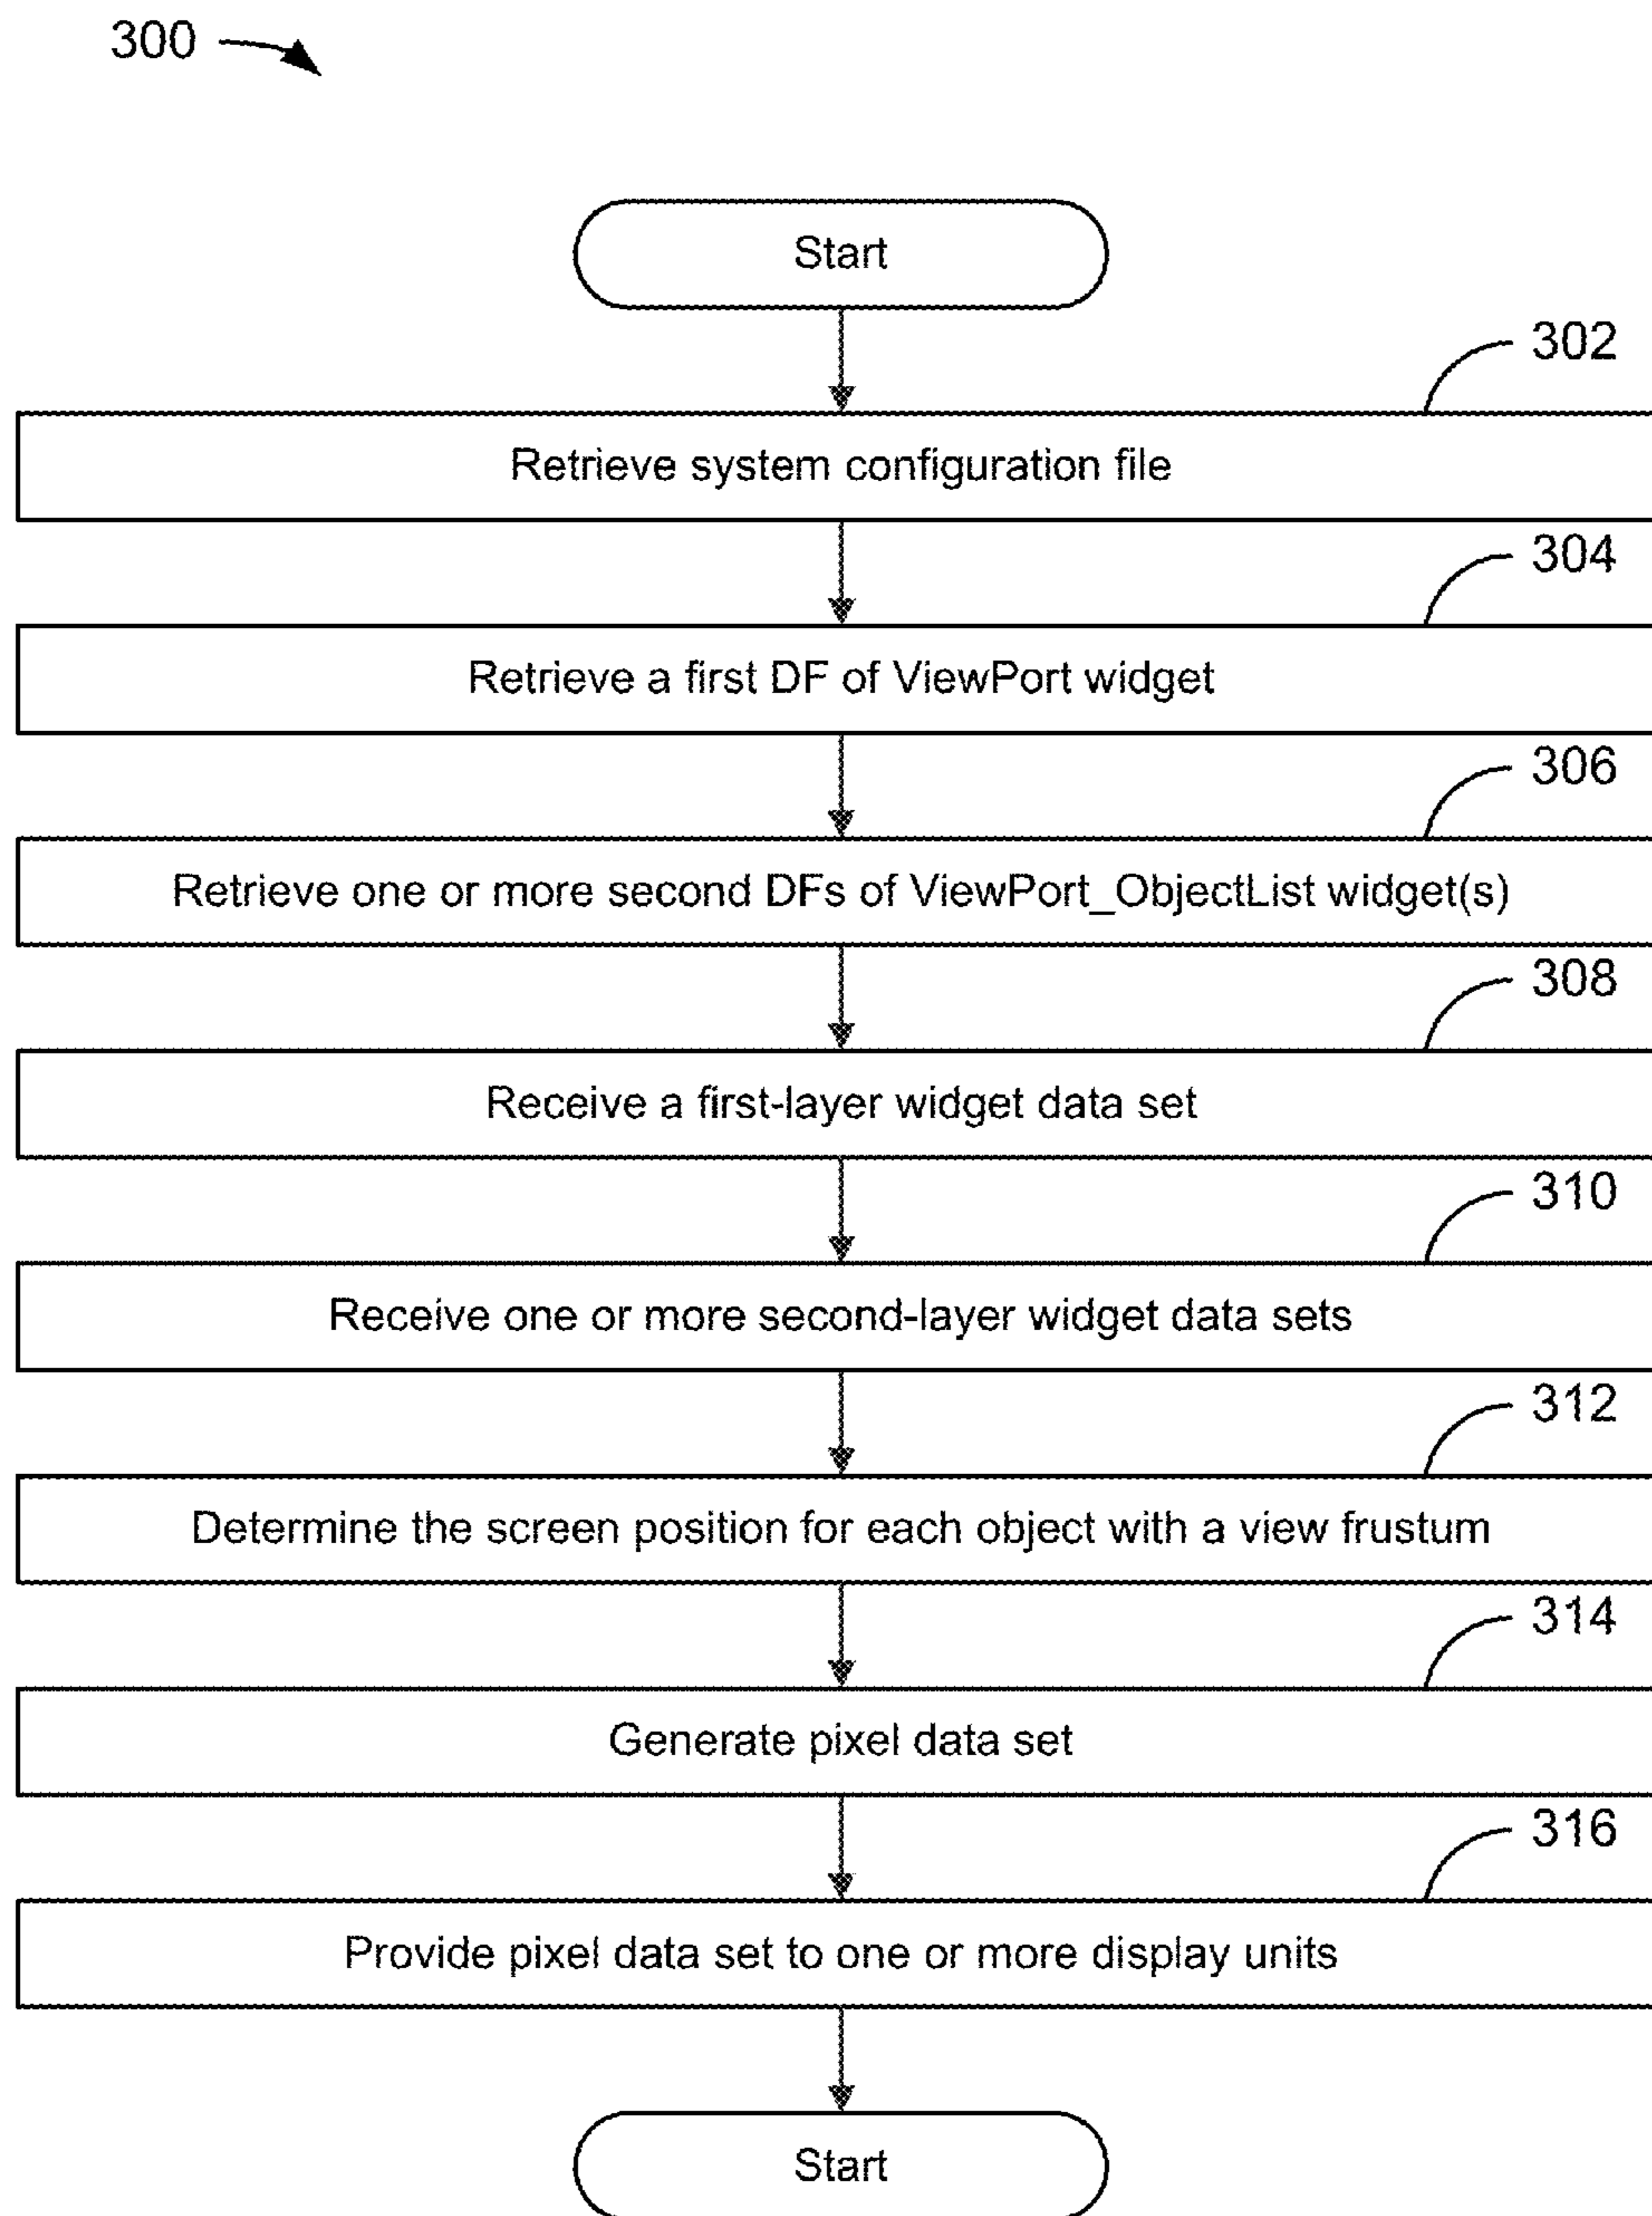 300
Start
302
Retrieve system configuration file
304
Retrieve a first DF of ViewPort widget
306
Retrieve one or more second DFs of ViewPort_ObjectList widget(s)
308
Receive a first-layer widget data set
310
Receive one or more second-layer widget data sets
312
Determine the screen position for each object with a view frustum
314
Generate pixel data set
316
Provide pixel data set to one or more display units
Start